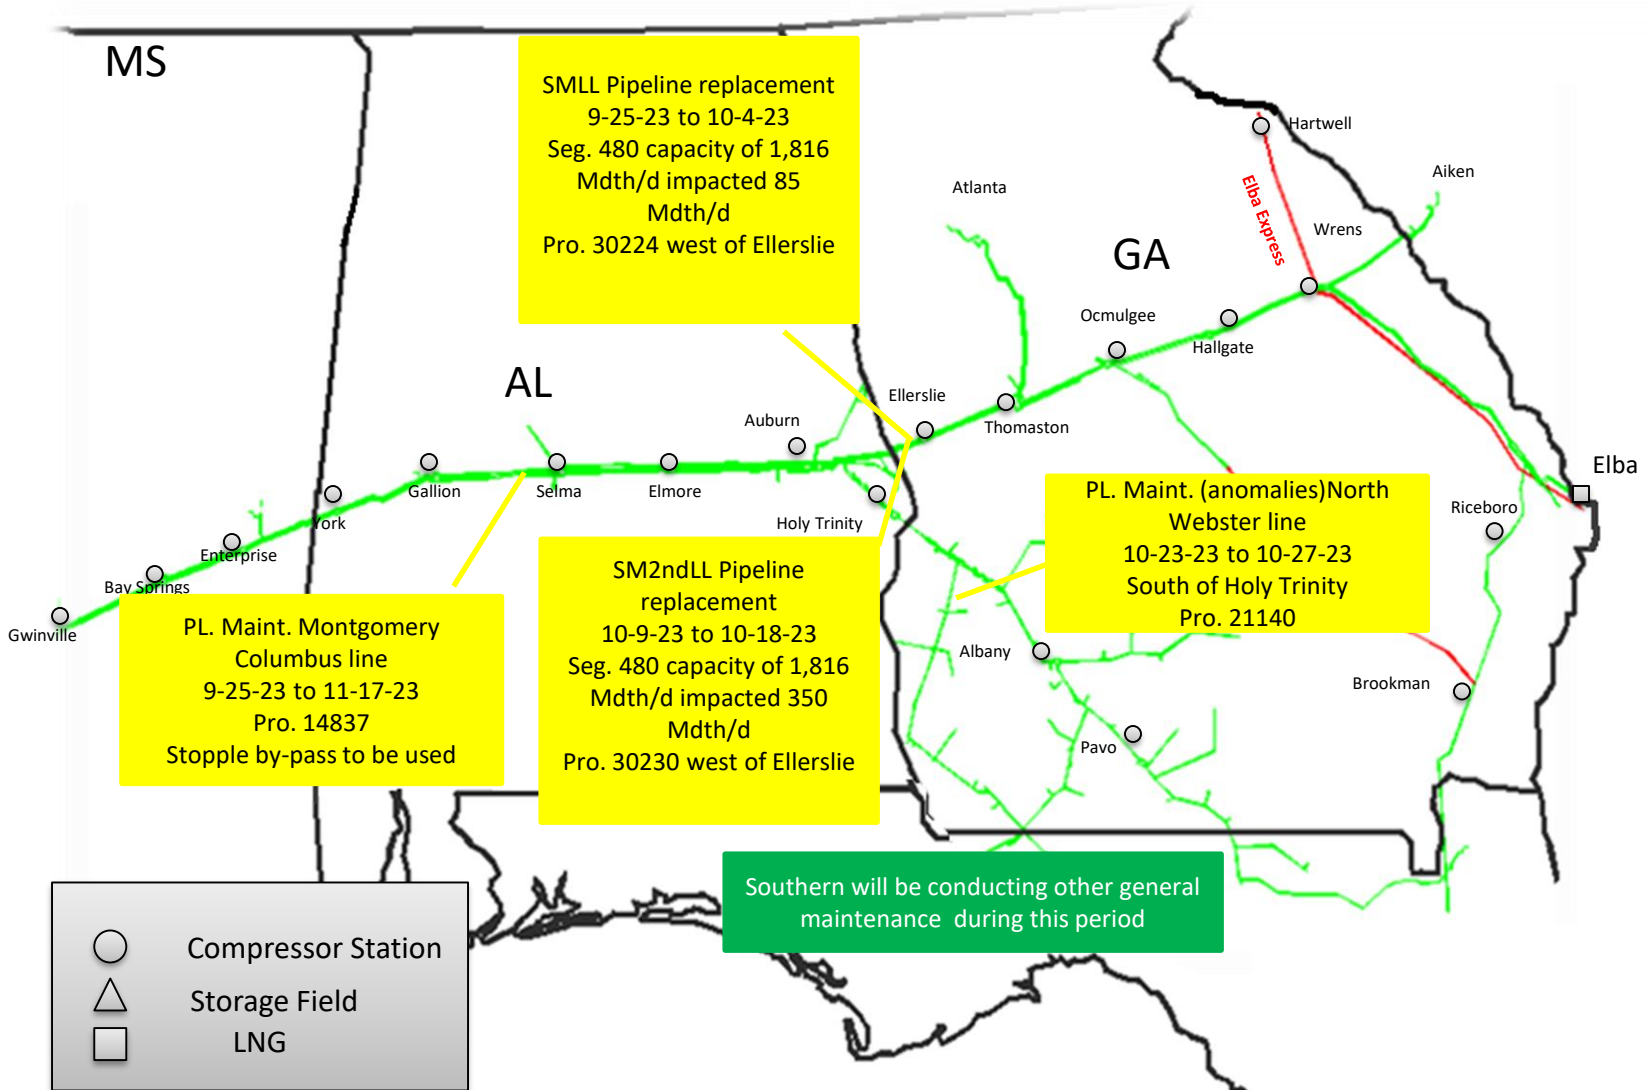 MS
SMLL Pipeline replacement
9-25-23 to 10-4-23
Seg. 480 capacity of 1,816
Mdth/d impacted 85
Mdth/d
Pro. 30224 west of Ellerslie
Hartwell
Aiken
Atlanta
Elba Express
Wrens
GA
Ocmulgee
Hallgate
AL
Ellerslie
Auburn
Thomaston
Gallion
Selma
Elmore
Elba
York
Holy Trinity
Riceboro
Enterprise
Bay Springs
Gwinville
PL. Maint. (anomalies)North
Webster line
10-23-23 to 10-27-23
South of Holy Trinity
Pro. 21140
SM2ndLL Pipeline
replacement
10-9-23 to 10-18-23
Seg. 480 capacity of 1,816
Mdth/d impacted 350
Mdth/d
Pro. 30230 west of Ellerslie
PL. Maint. Montgomery
Columbus line
9-25-23 to 11-17-23
Pro. 14837
Stopple by-pass to be used
Albany
Brookman
Pavo
Southern will be conducting other general
maintenance  during this period
Compressor Station
Storage Field
LNG